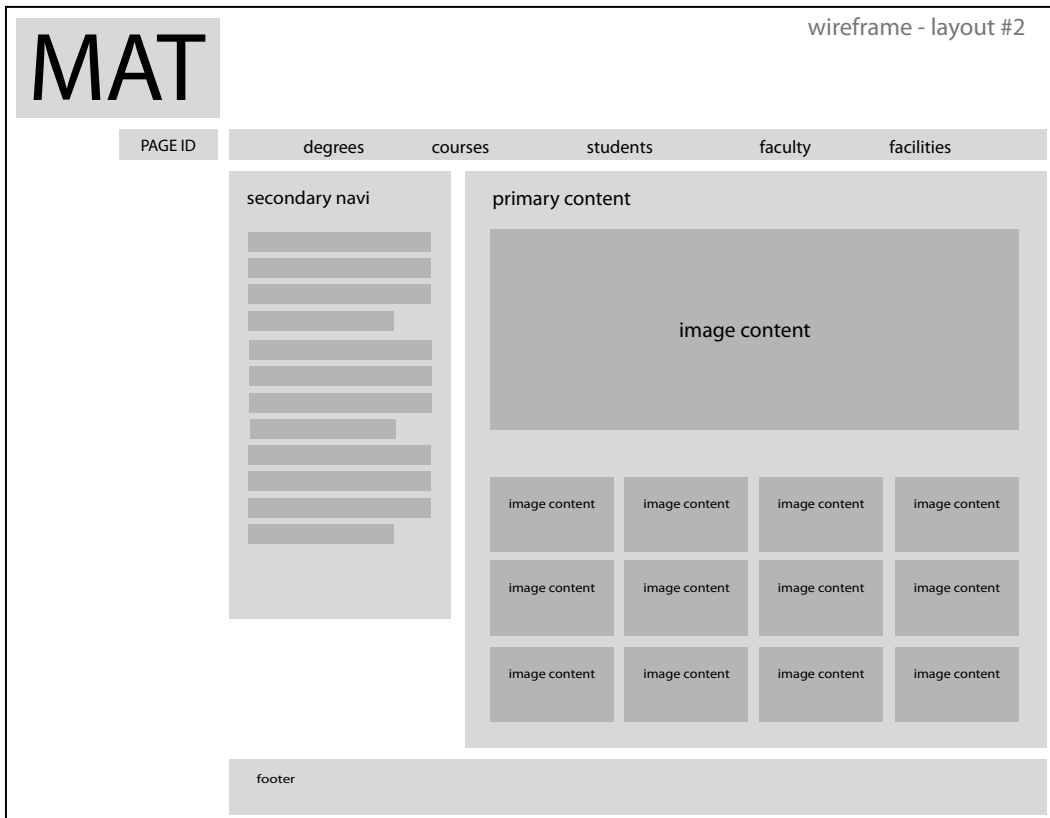 MAT
wireframe - layout #2
PAGE ID
degrees courses students faculty facilities
secondary navi
primary content
image content
image content image content image content image content
image content image content image content image content
image content image content image content image content
footer